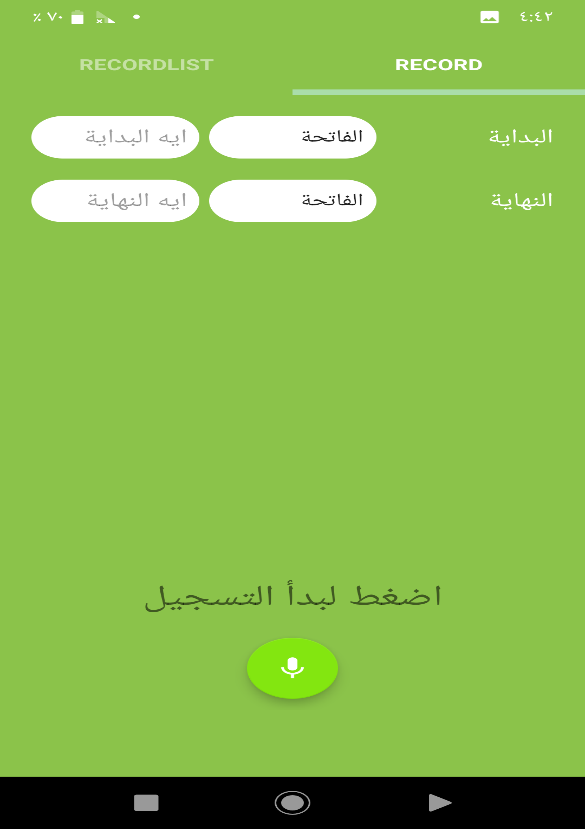 ٤:٤٢ ٧٠٪
RECORDLIST RECORD
البداية الفاتحة ايه البداية
النهاية الفاتحة ايه النهاية
اضغط لبدأ التسجيل